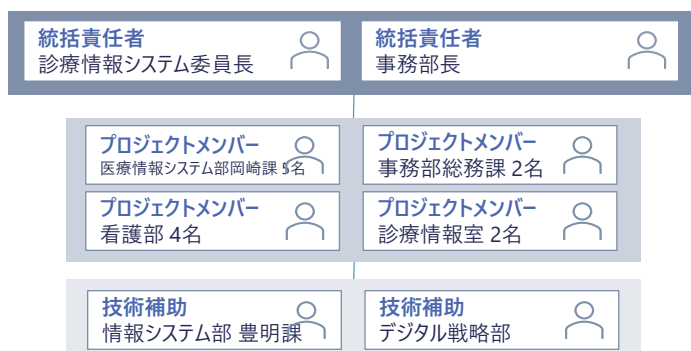 統括責任者
診療情報システム委員長
統括責任者
事務部長
プロジェクトメンバー
医療情報システム部岡崎課 5名
プロジェクトメンバー
事務部総務課 2名
プロジェクトメンバー
看護部 4名
プロジェクトメンバー
診療情報室 2名
技術補助
情報システム部 豊明課
技術補助
デジタル戦略部